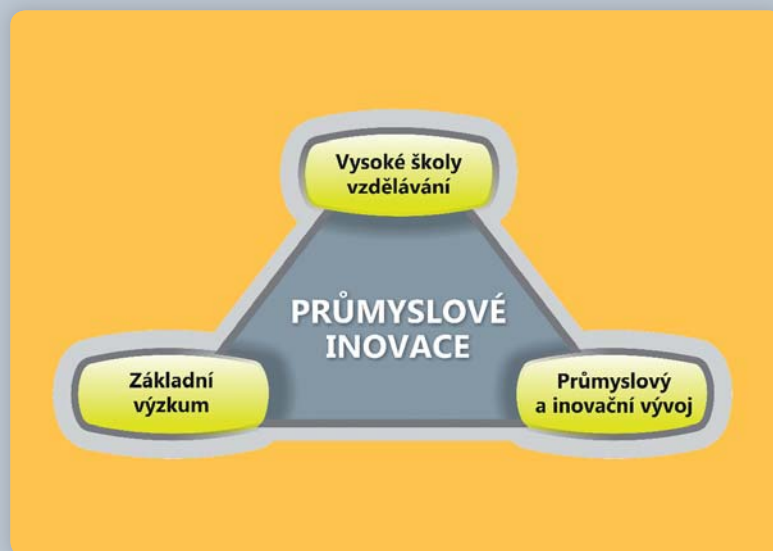 Vysoké školy
vzdělávání
PRŮMYSLOVÉ
INOVACE
Základní
výzkum
Průmyslový
a inovační vývoj